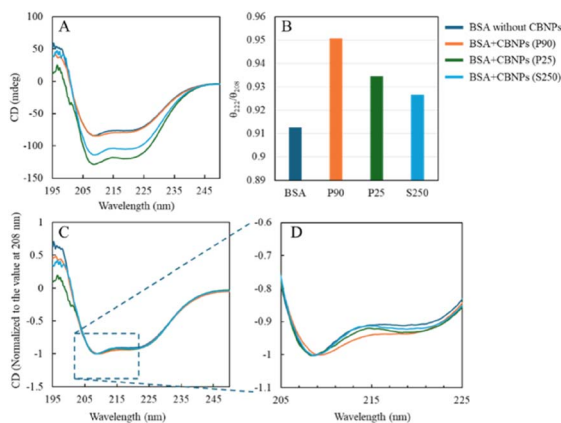 A
CD (mdeg)
100
50
0
-50
-100
-150
195 205 215 225 235 245
Wavelength (nm)
B
θ222/θ208
0.96
0.95
0.94
0.93
0.92
0.91
0.9
0.89
BSA P90 P25 S250
BSA without CBNPs
BSA+CBNPs (P90)
BSA+CBNPs (P25)
BSA+CBNPs (S250)
C
CD (Normalized to the value at 208 nm)
1
0.5
0
-0.5
-1
-1.5
195 205 215 225 235 245
Wavelength (nm)
D
-0.6
-0.7
-0.8
-0.9
-1
-1.1
205 215 225
Wavelength (nm)